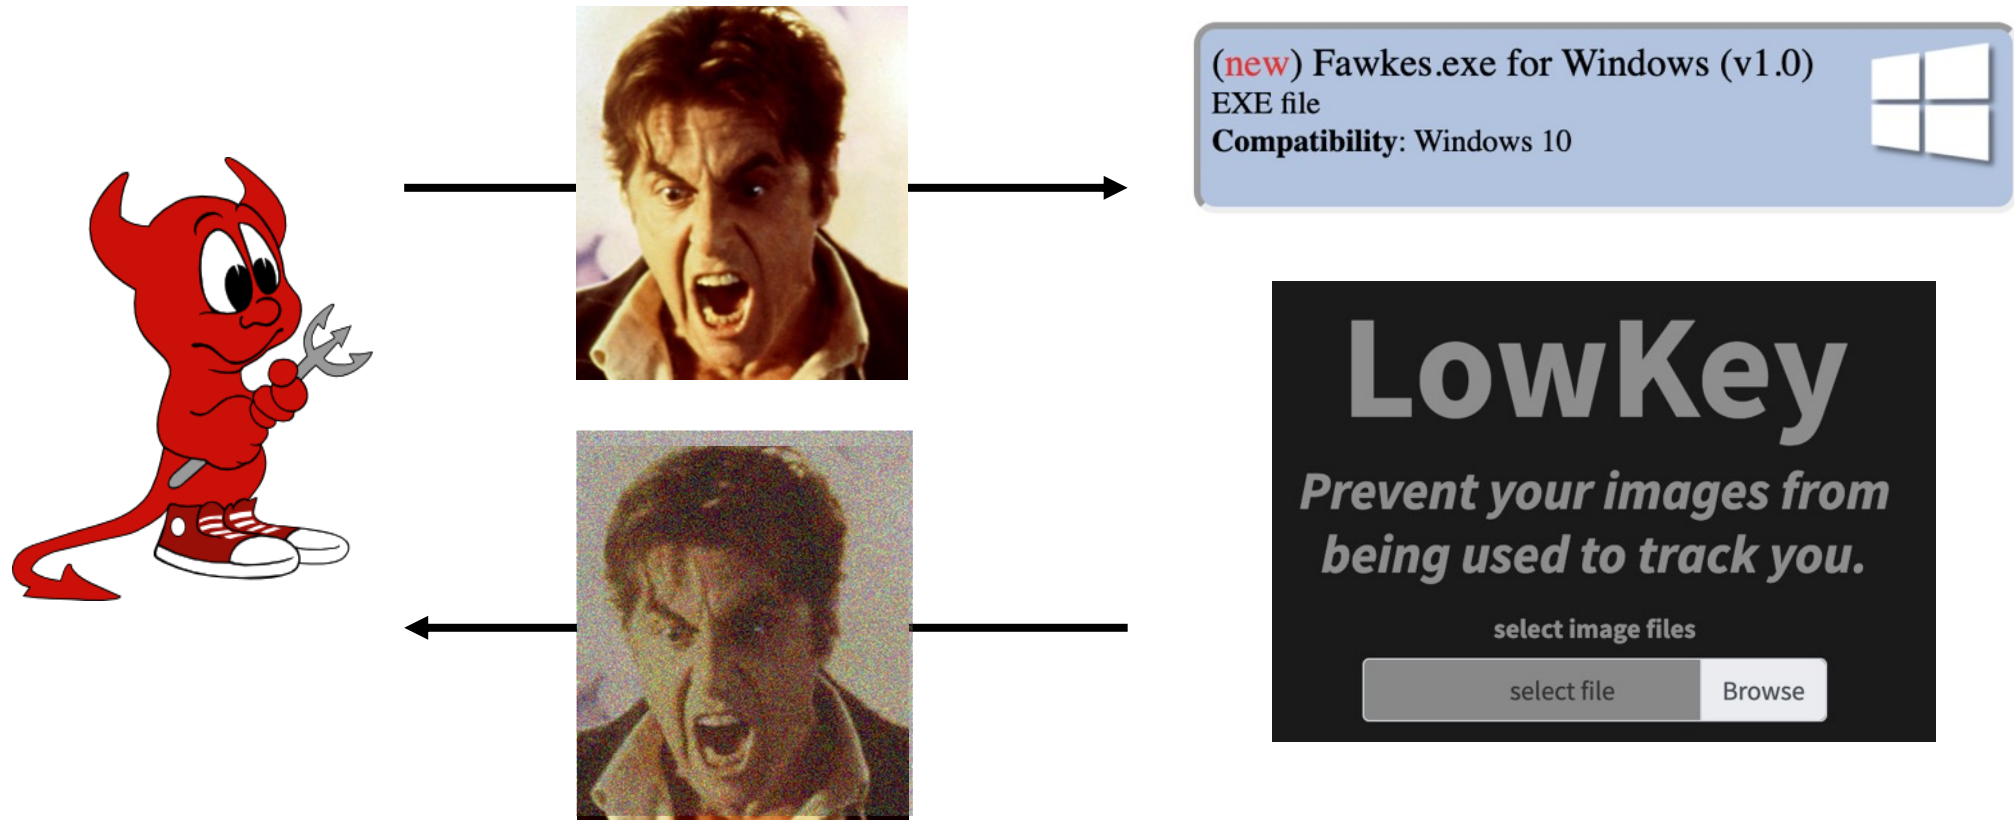 (new) Fawkes.exe for Windows (v1.0)
EXE file
Compatibility: Windows 10
LowKey
Prevent your images from
being used to track you.
select image files
select file
Browse